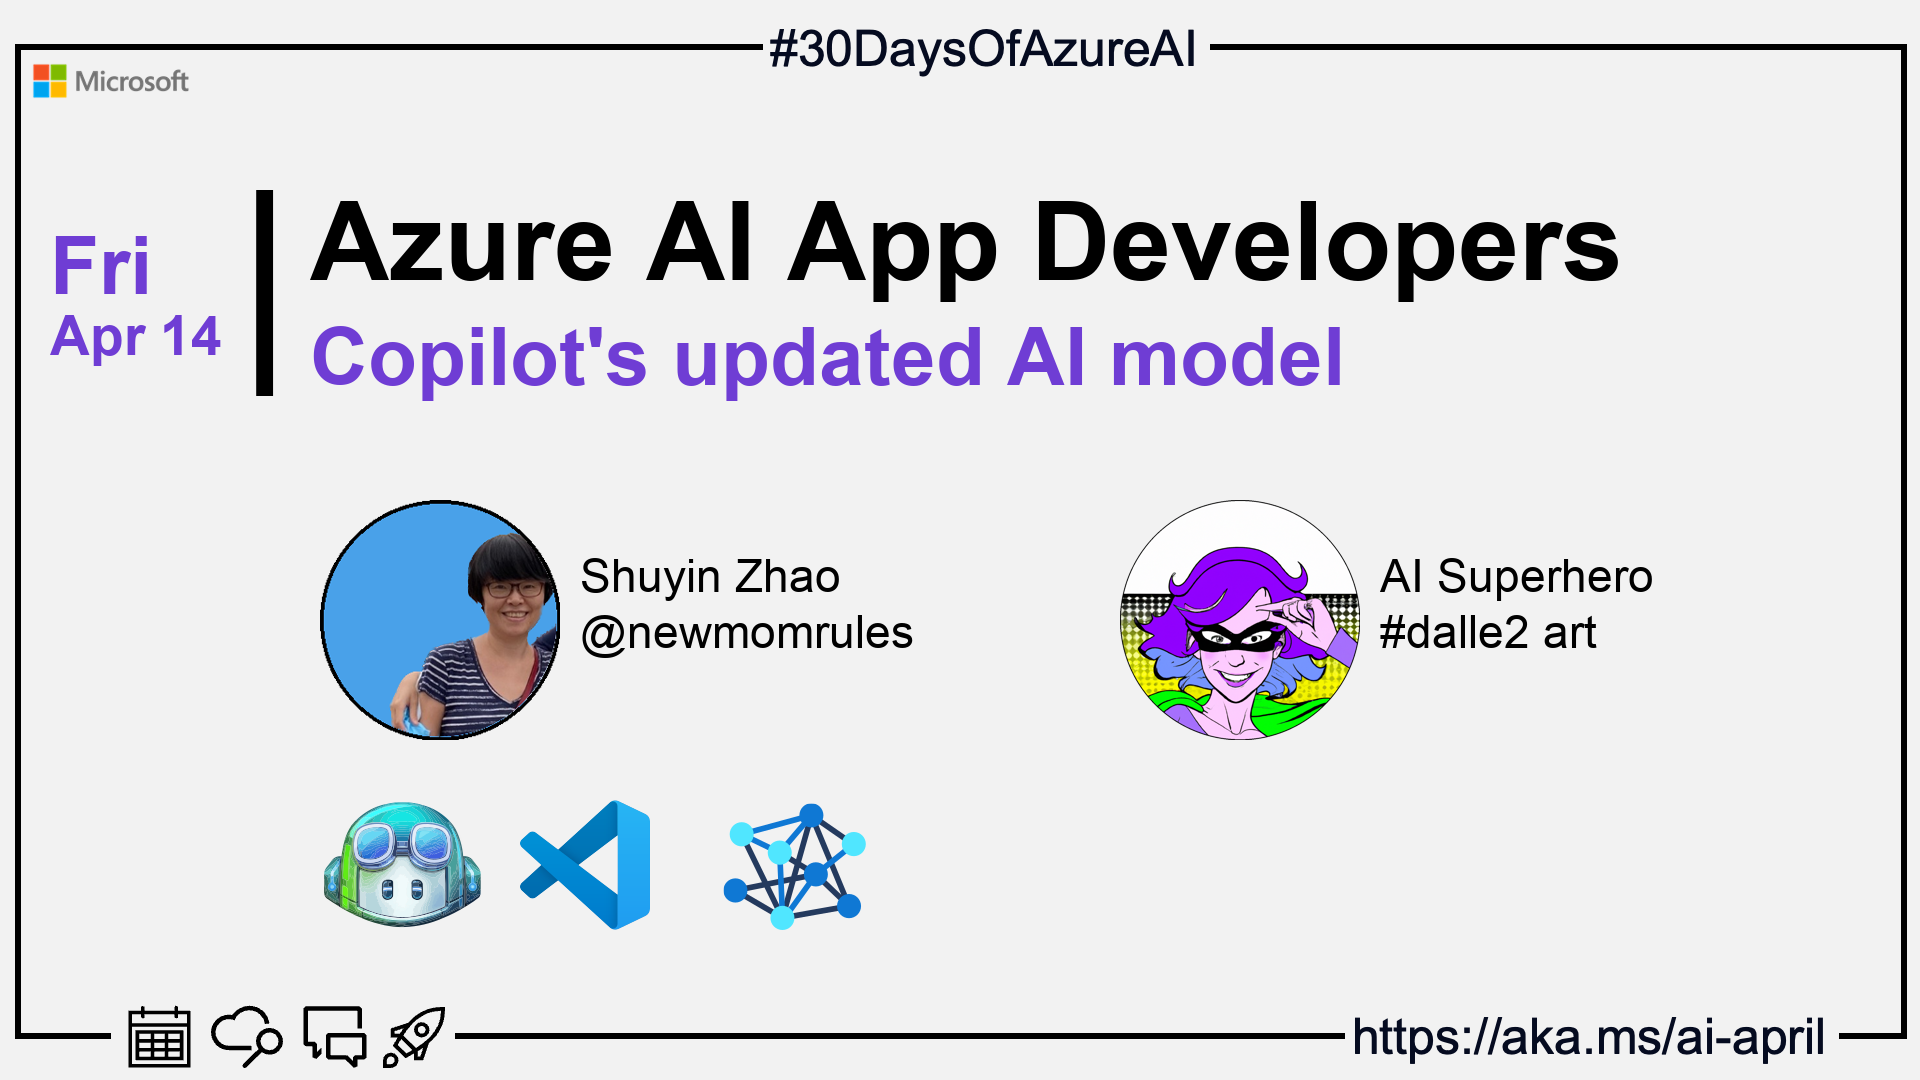 #30DaysOfAzureAI
Microsoft
Fri
Apr 14
Azure AI App Developers
Copilot's updated AI model
Shuyin Zhao
@newmomrules
AI Superhero
#dalle2 art
https://aka.ms/ai-april